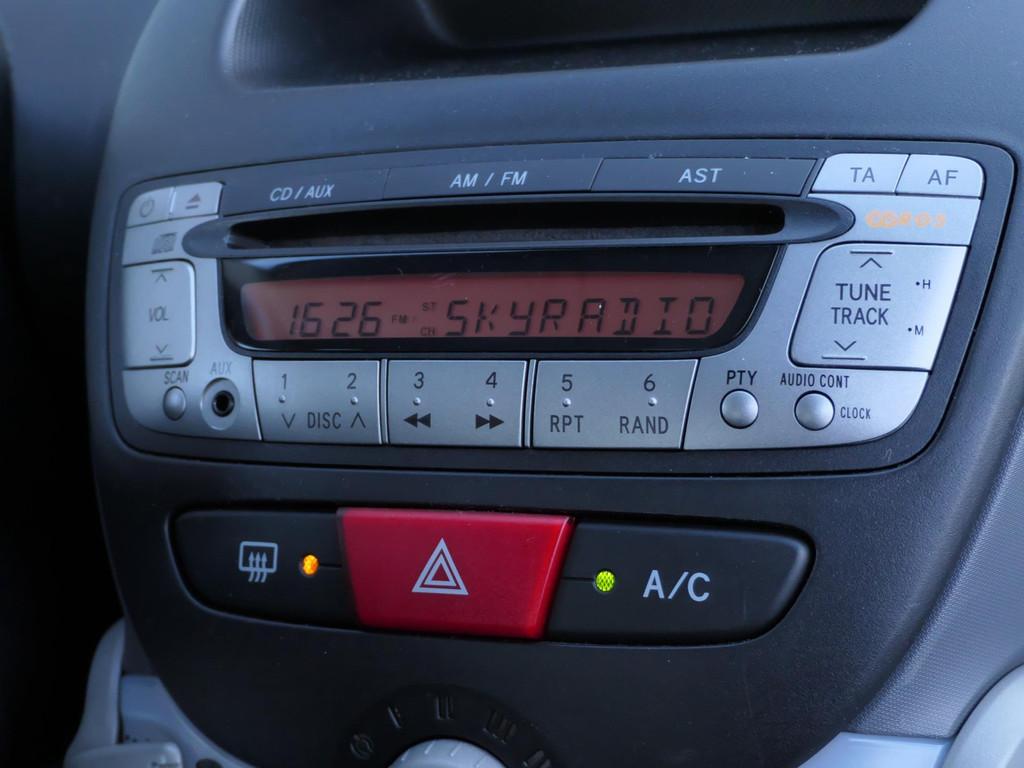 CD / AUX
AM / FM
AST
TA
AF
VOL
1626 FM ST CH SKYRADIO
TUNE
TRACK
H
M
SCAN
AUX
1 2 3 4 5 6
DISC
RPT RAND
PTY
AUDIO CONT
CLOCK
A/C